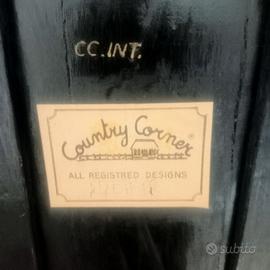 CC.INT.
Country Corner®
ALL REGISTRED DESIGNS
subito